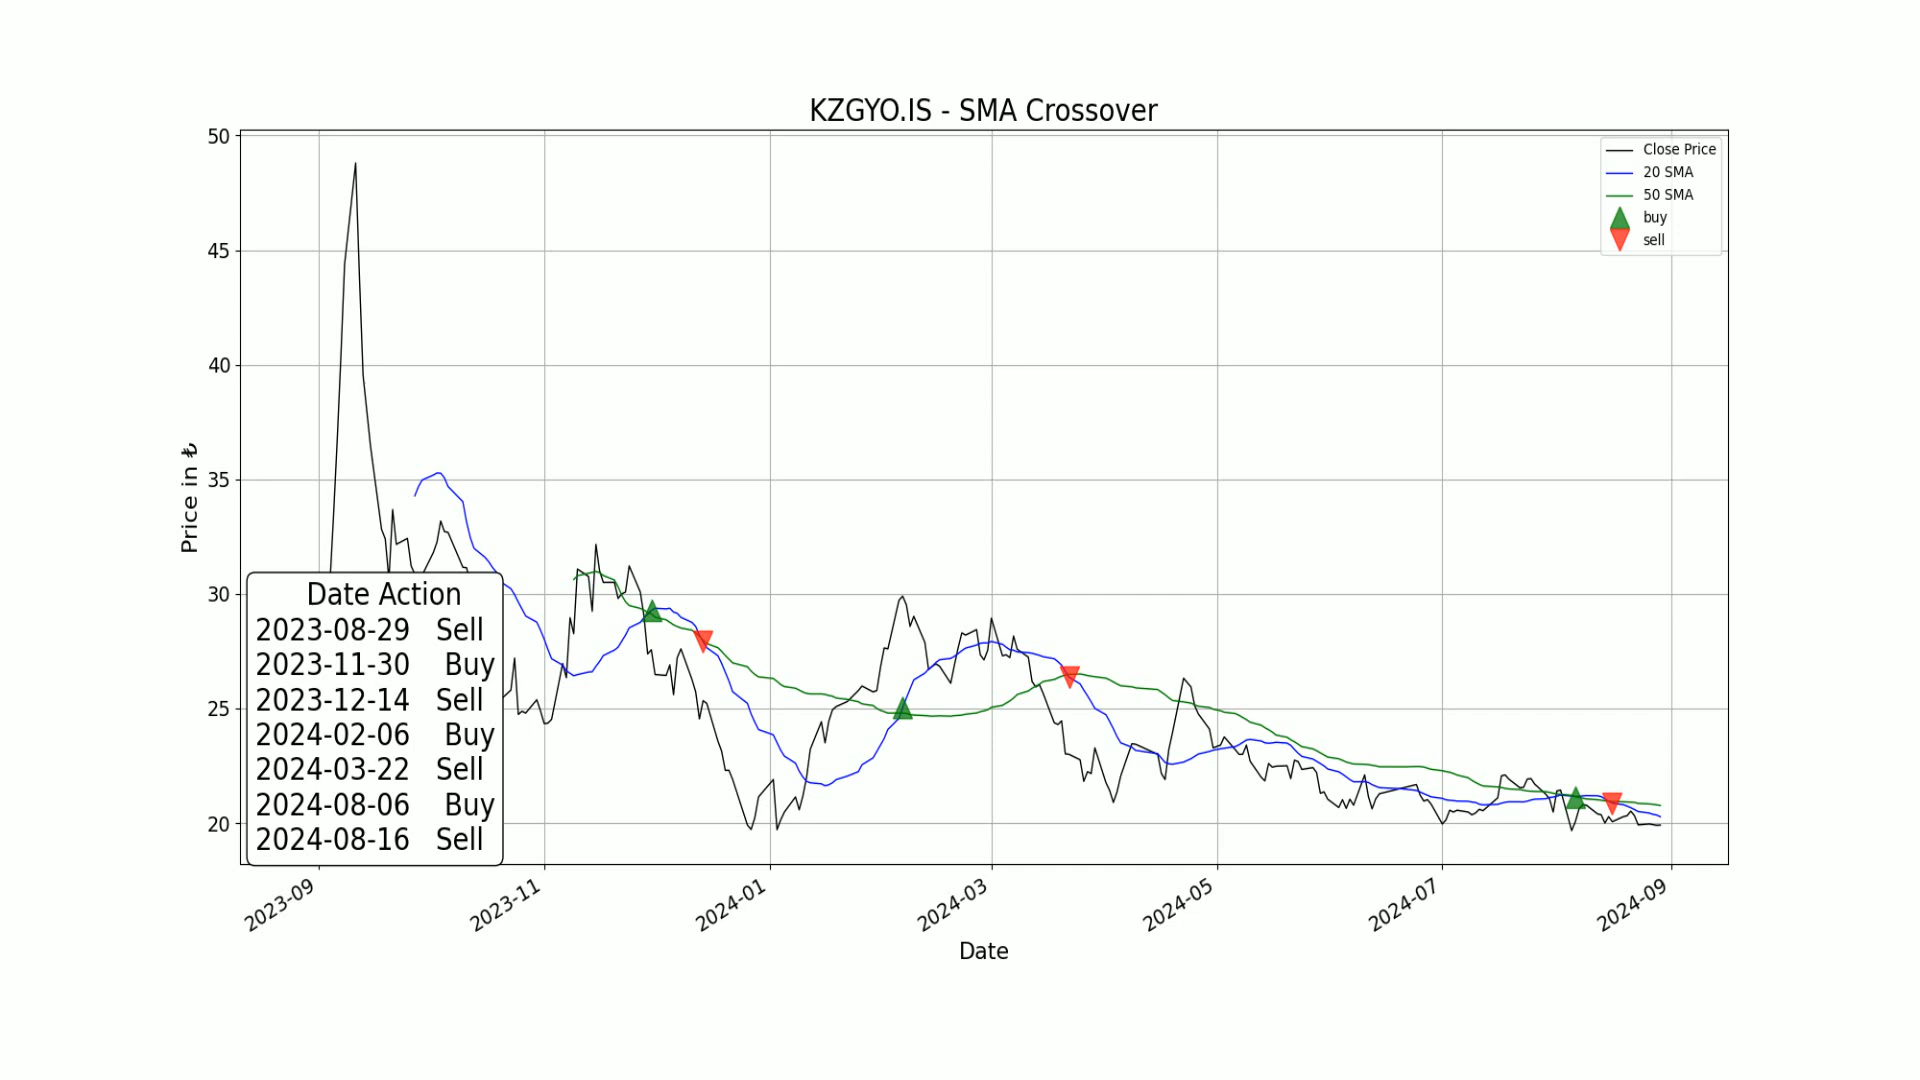 KZGYO.IS - SMA Crossover
50
45
40
35
30
25
20
Price in ₺
Close Price
20 SMA
50 SMA
buy
sell
Date Action
2023-08-29 Sell
2023-11-30 Buy
2023-12-14 Sell
2024-02-06 Buy
2024-03-22 Sell
2024-08-06 Buy
2024-08-16 Sell
2023-09
2023-11
2024-01
2024-03
2024-05
2024-07
2024-09
Date